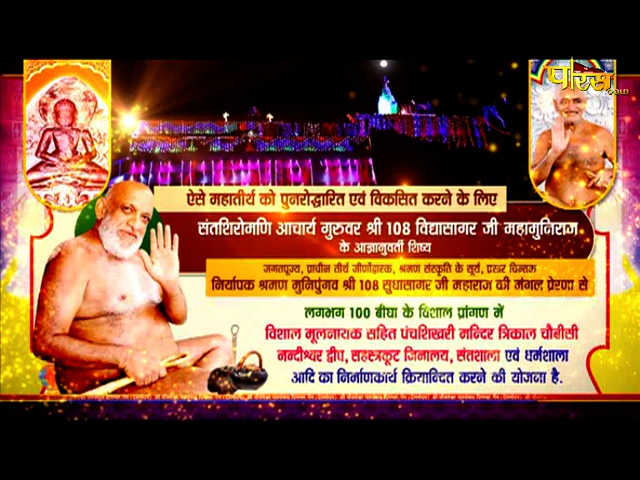 पारस
GOLD
ऐसे महातीर्थ को पुनरोद्धारित एवं विकसित करने के लिए
संतशिरोमणि आचार्य गुरुवर श्री 108 विद्यासागर जी महामुनिराज
के आज्ञानुवर्ती शिष्य
जगतपूज्य, प्राचीन तीर्थ जीर्णोद्धारक, श्रमण संस्कृति के सूर्य, प्रखर चिन्तक
निर्यापक श्रमण मुनिपुंगव श्री 108 सुधासागर जी महाराज की मंगल प्रेरणा से
लगभग 100 बीघा के विशाल प्रांगण में
विशाल मूलनायक सहित पंचशिखरी मन्दिर त्रिकाल चौबीसी
नन्दीश्वर द्वीप, सहस्त्रकूट जिनालय, संतशाला एवं धर्मशाला
आदि का निर्माणकार्य क्रियान्दित करने की योजना है.